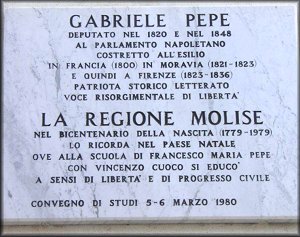 GABRIELE PEPE
DEPUTATO NEL 1820 E NEL 1848
AL PARLAMENTO NAPOLETANO
COSTRETTO ALL'ESILIO
IN FRANCIA (1800) IN MORAVIA (1821-1823)
E QUINDI A FIRENZE (1823-1836)
PATRIOTA STORICO LETTERATO
VOCE RISORGIMENTALE DI LIBERTA'
LA REGIONE MOLISE
NEL BICENTENARIO DELLA NASCITA (1779-1979)
LO RICORDA NEL PAESE NATALE
OVE ALLA SCUOLA DI FRANCESCO MARIA PEPE
CON VINCENZO CUOCO SI EDUCO'
A SENSI DI LIBERTA' E DI PROGRESSO CIVILE
CONVEGNO DI STUDI 5-6 MARZO 1980